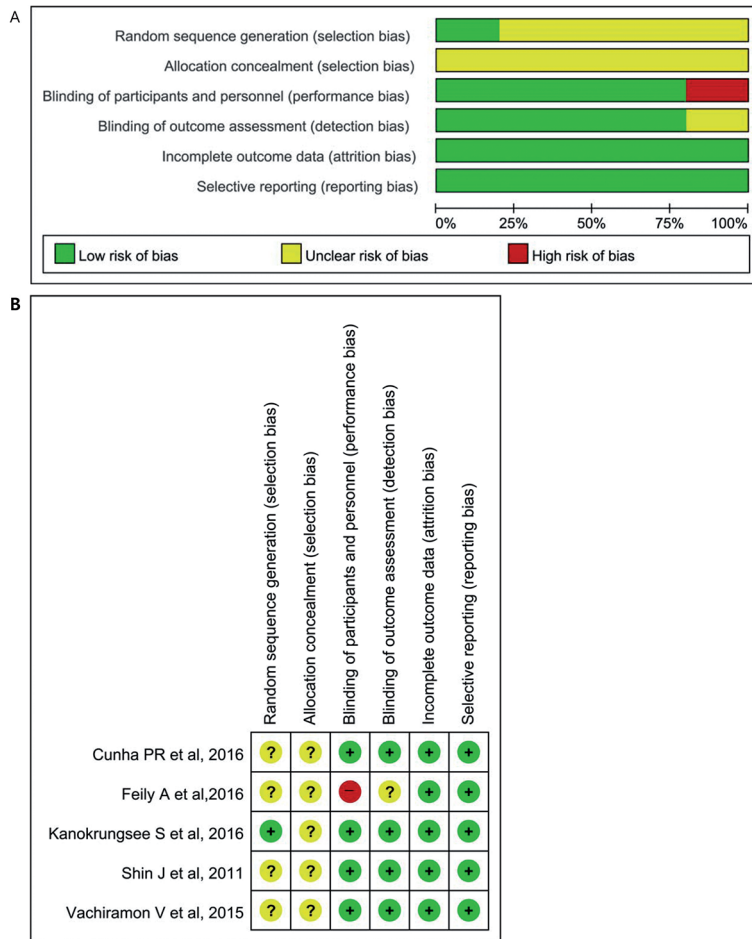 A
Random sequence generation (selection bias)
Allocation concealment (selection bias)
Blinding of participants and personnel (performance bias)
Blinding of outcome assessment (detection bias)
Incomplete outcome data (attrition bias)
Selective reporting (reporting bias)
0% 25% 50% 75% 100%
Low risk of bias Unclear risk of bias High risk of bias
B
Random sequence generation (selection bias)
Allocation concealment (selection bias)
Blinding of participants and personnel (performance bias)
Blinding of outcome assessment (detection bias)
Incomplete outcome data (attrition bias)
Selective reporting (reporting bias)
Cunha PR et al, 2016 ? ? + + + +
Feily A et al,2016 ? ? − ? + +
Kanokrungsee S et al, 2016 + ? + + + +
Shin J et al, 2011 ? ? + + + +
Vachiramon V et al, 2015 ? ? + + + +